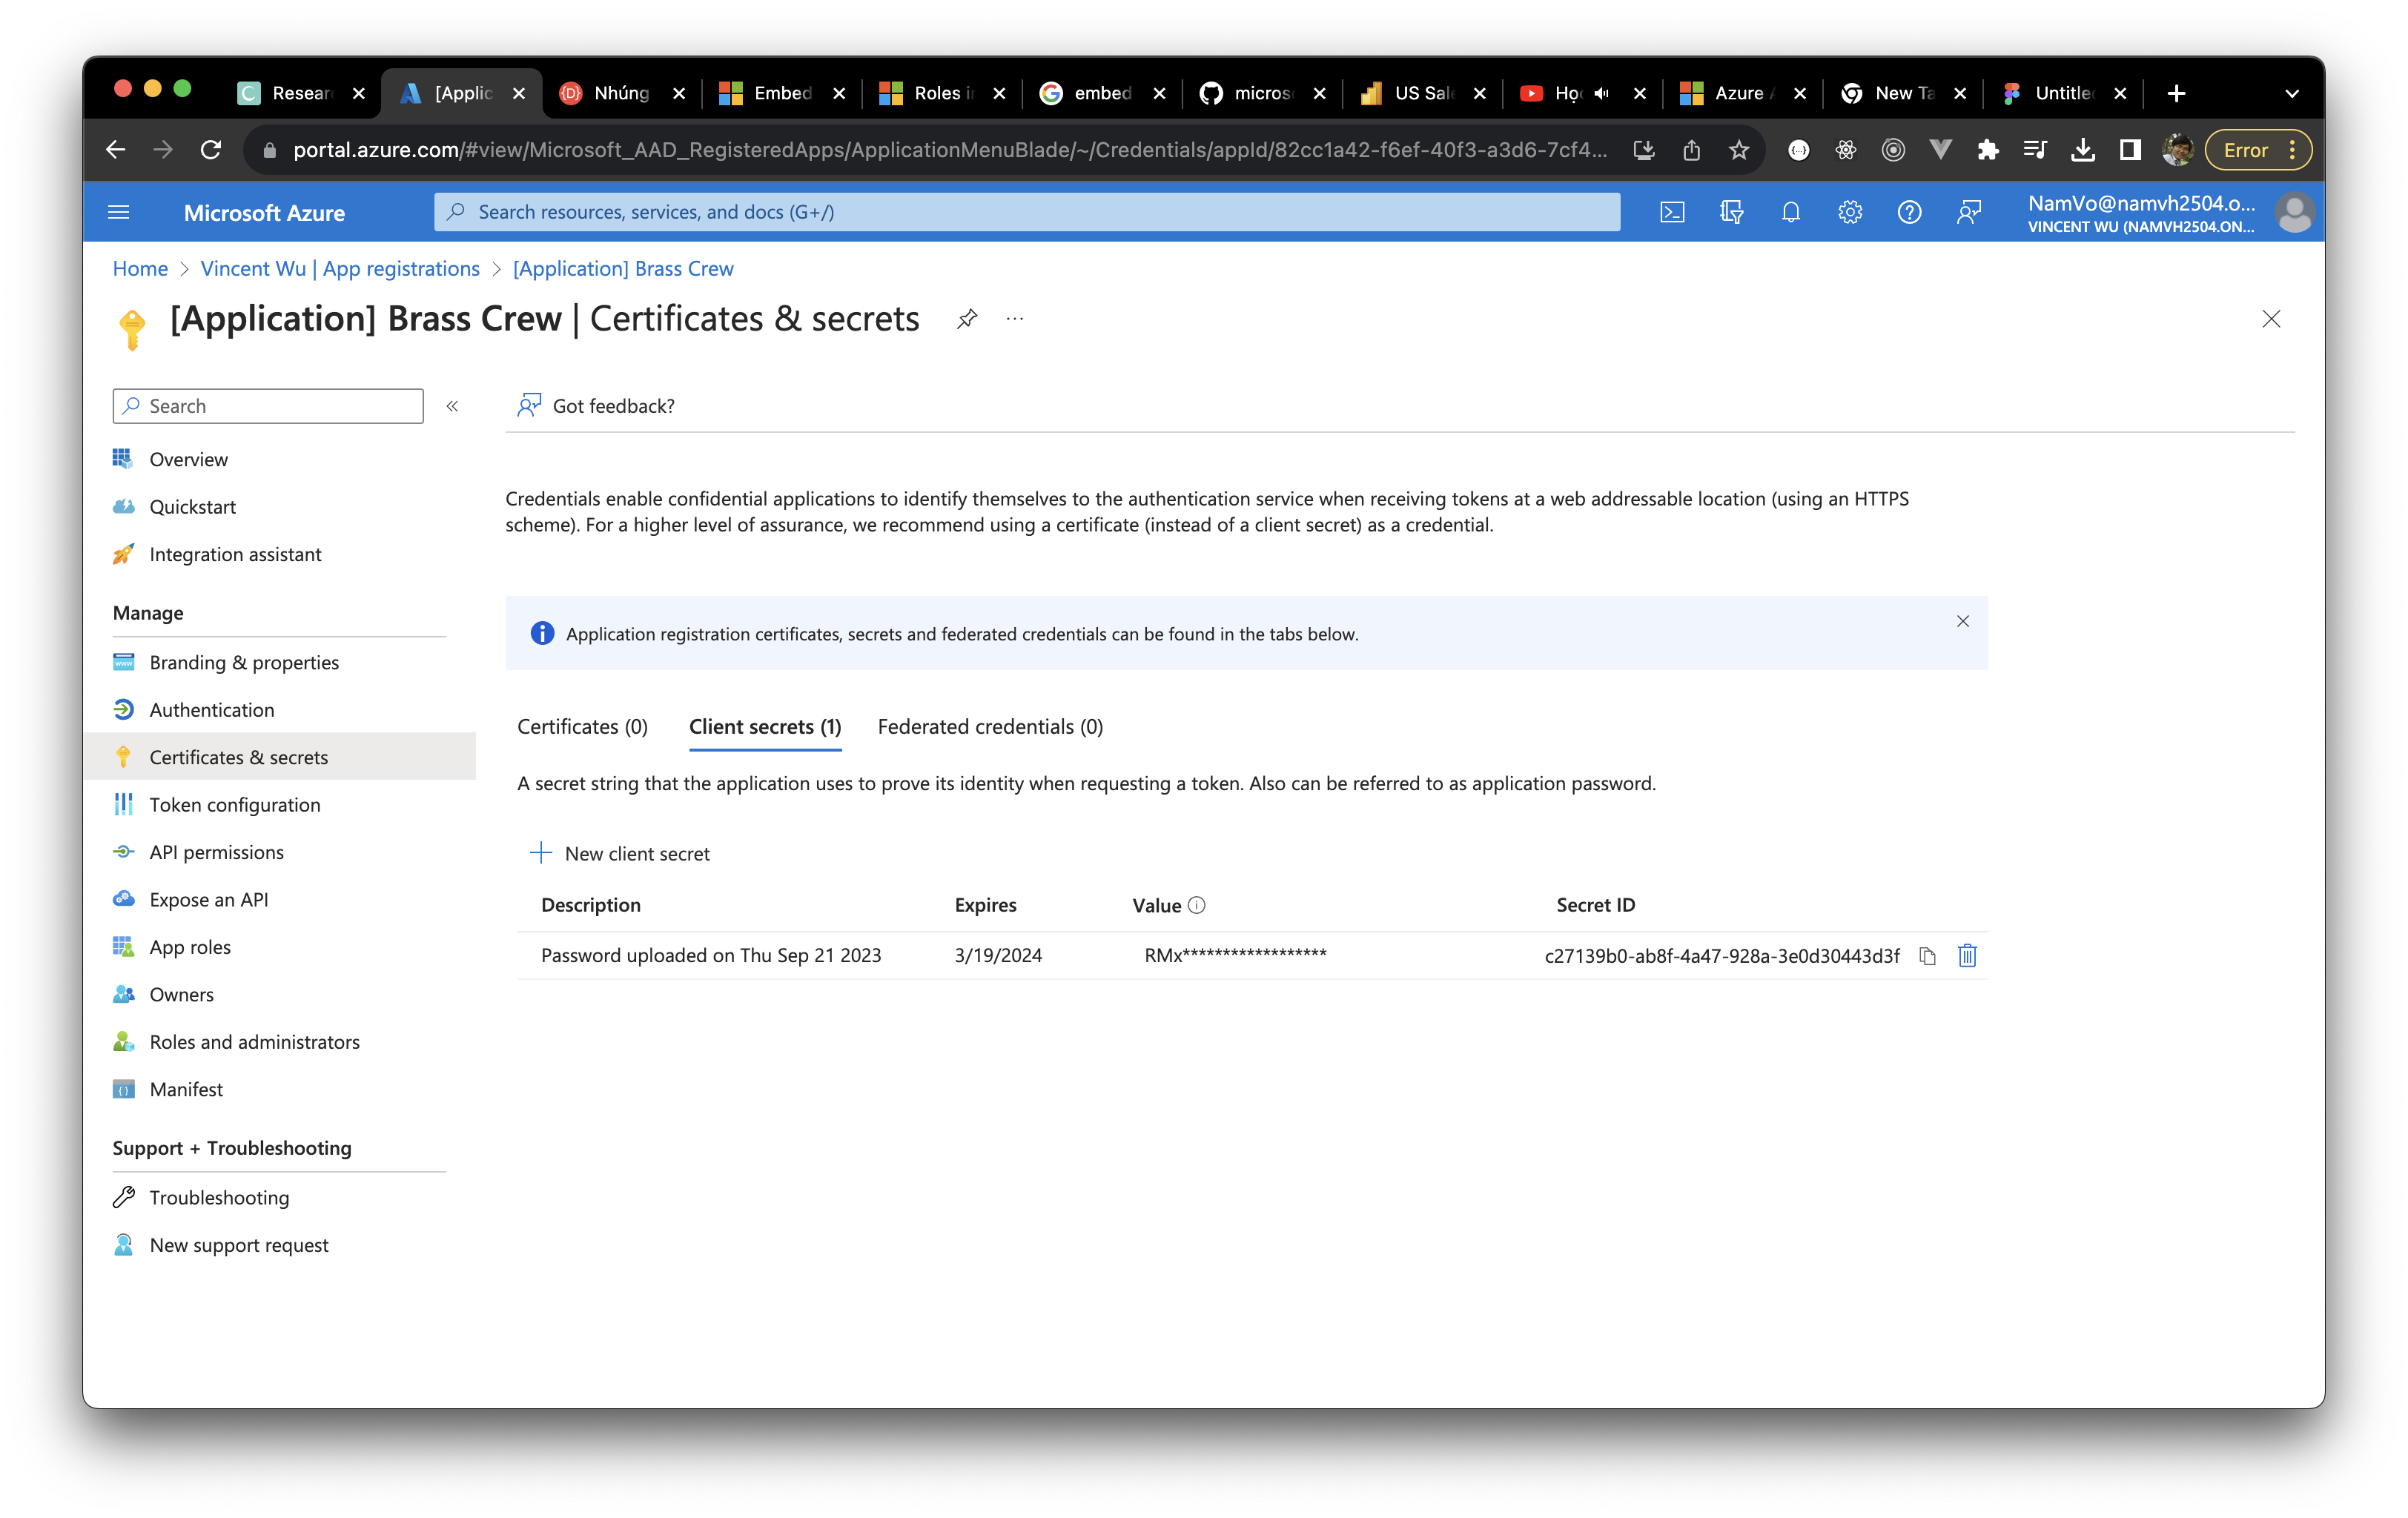 Resear
[Applic
Nhúng
Embed
Roles i
embed
micros
US Sal
Họ
Azure A
New Ta
Untitle
portal.azure.com/#view/Microsoft_AAD_RegisteredApps/ApplicationMenuBlade/~/Credentials/appId/82cc1a42-f6ef-40f3-a3d6-7cf4...
Error
Microsoft Azure
Search resources, services, and docs (G+/)
NamVo@namvh2504.o...
VINCENT WU (NAMVH2504.ON...
Home > Vincent Wu | App registrations > [Application] Brass Crew
[Application] Brass Crew | Certificates & secrets
Search
Got feedback?
Overview
Quickstart
Integration assistant
Manage
Branding & properties
Authentication
Certificates & secrets
Token configuration
API permissions
Expose an API
App roles
Owners
Roles and administrators
Manifest
Support + Troubleshooting
Troubleshooting
New support request
Credentials enable confidential applications to identify themselves to the authentication service when receiving tokens at a web addressable location (using an HTTPS
scheme). For a higher level of assurance, we recommend using a certificate (instead of a client secret) as a credential.
Application registration certificates, secrets and federated credentials can be found in the tabs below.
Certificates (0) Client secrets (1) Federated credentials (0)
A secret string that the application uses to prove its identity when requesting a token. Also can be referred to as application password.
New client secret
Description Expires Value Secret ID
Password uploaded on Thu Sep 21 2023 3/19/2024 RMx****************** c27139b0-ab8f-4a47-928a-3e0d30443d3f